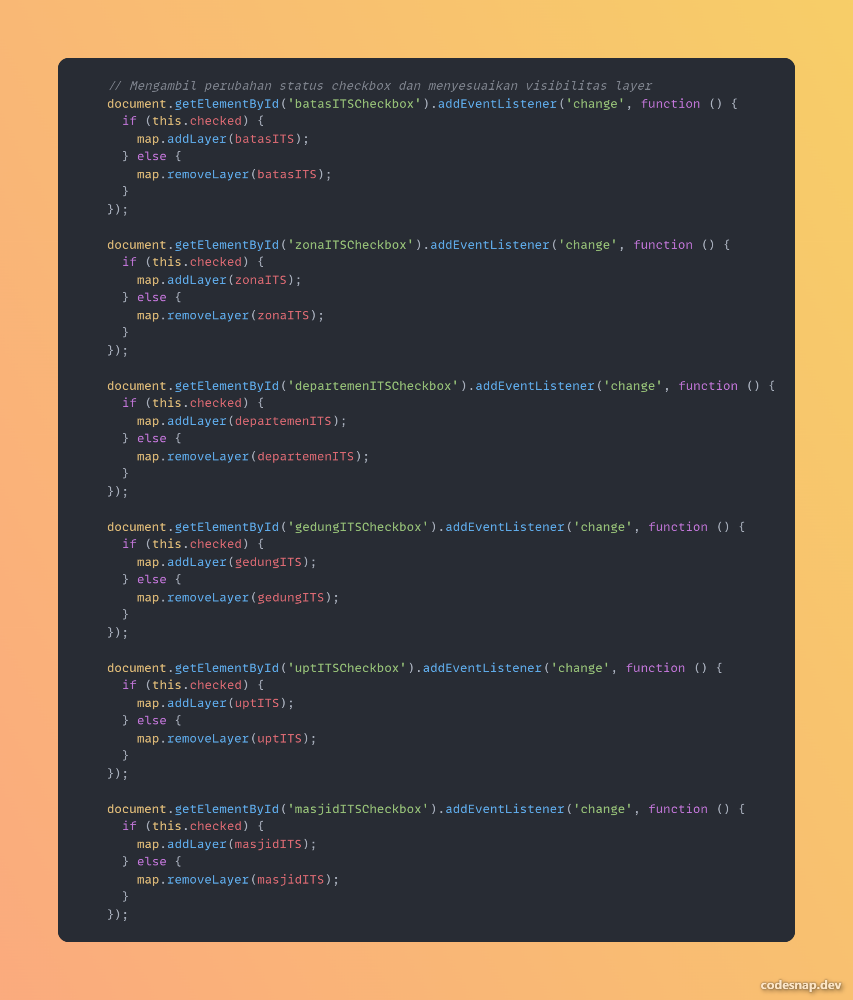 // Mengambil perubahan status checkbox dan menyesuaikan visibilitas layer
document.getElementById('batasITSCheckbox').addEventListener('change', function () {
  if (this.checked) {
    map.addLayer(batasITS);
  } else {
    map.removeLayer(batasITS);
  }
});

document.getElementById('zonaITSCheckbox').addEventListener('change', function () {
  if (this.checked) {
    map.addLayer(zonaITS);
  } else {
    map.removeLayer(zonaITS);
  }
});

document.getElementById('departemenITSCheckbox').addEventListener('change', function () {
  if (this.checked) {
    map.addLayer(departemenITS);
  } else {
    map.removeLayer(departemenITS);
  }
});

document.getElementById('gedungITSCheckbox').addEventListener('change', function () {
  if (this.checked) {
    map.addLayer(gedungITS);
  } else {
    map.removeLayer(gedungITS);
  }
});

document.getElementById('uptITSCheckbox').addEventListener('change', function () {
  if (this.checked) {
    map.addLayer(uptITS);
  } else {
    map.removeLayer(uptITS);
  }
});

document.getElementById('masjidITSCheckbox').addEventListener('change', function () {
  if (this.checked) {
    map.addLayer(masjidITS);
  } else {
    map.removeLayer(masjidITS);
  }
});
codesnap.dev